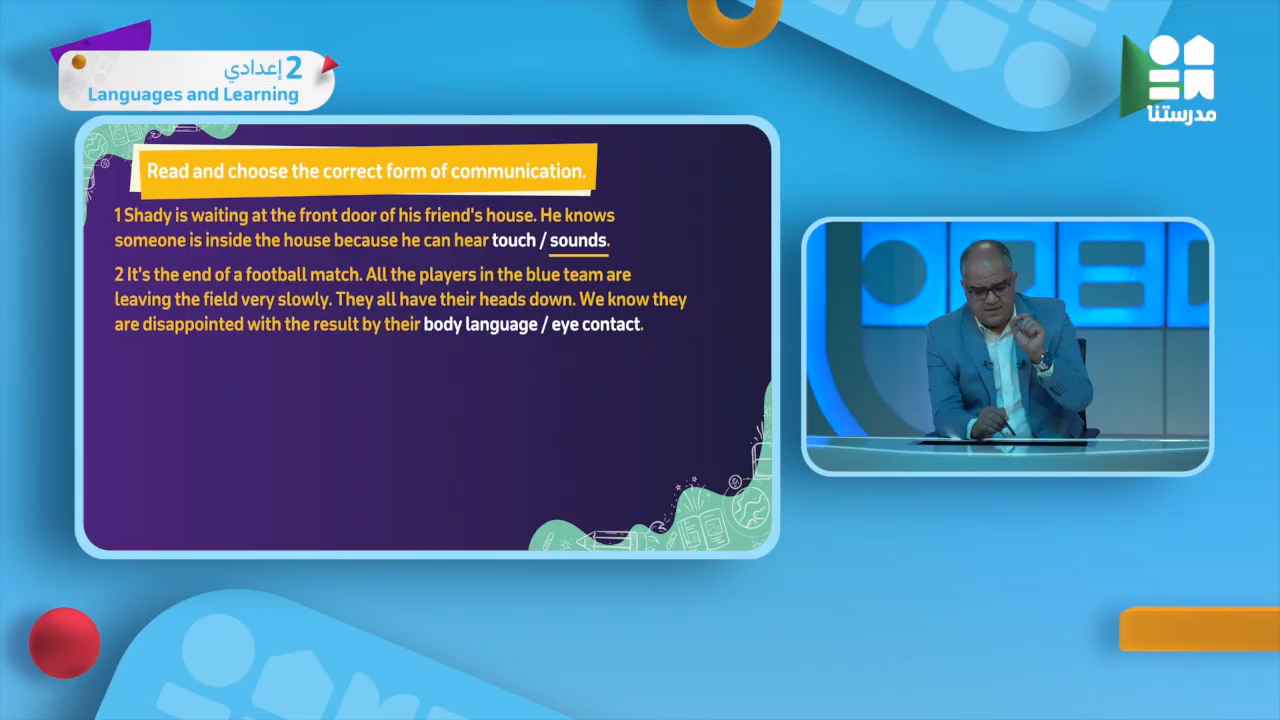 2 إعدادي
Languages and Learning
مدرستنا
Read and choose the correct form of communication.
1 Shady is waiting at the front door of his friend's house. He knows
someone is inside the house because he can hear touch / sounds.
2 It's the end of a football match. All the players in the blue team are
leaving the field very slowly. They all have their heads down. We know they
are disappointed with the result by their body language / eye contact.